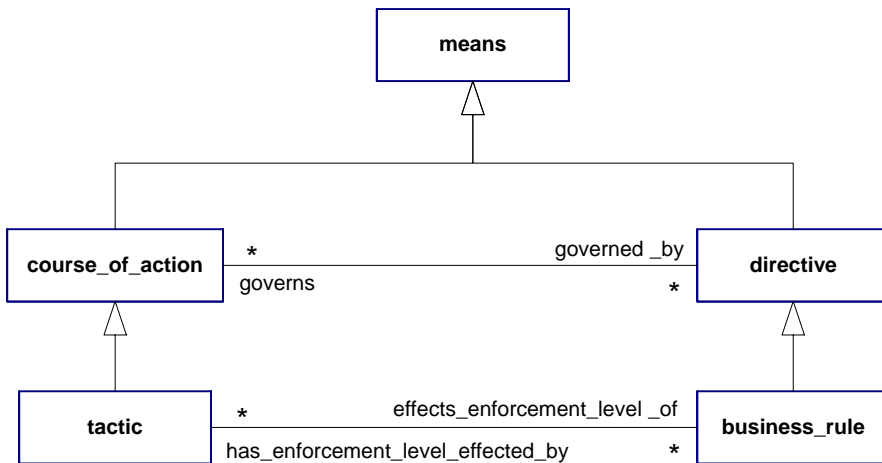 means
*
governed _by
course_of_action
directive
governs
*
*
effects_enforcement_level _of
tactic
business_rule
has_enforcement_level_effected_by
*